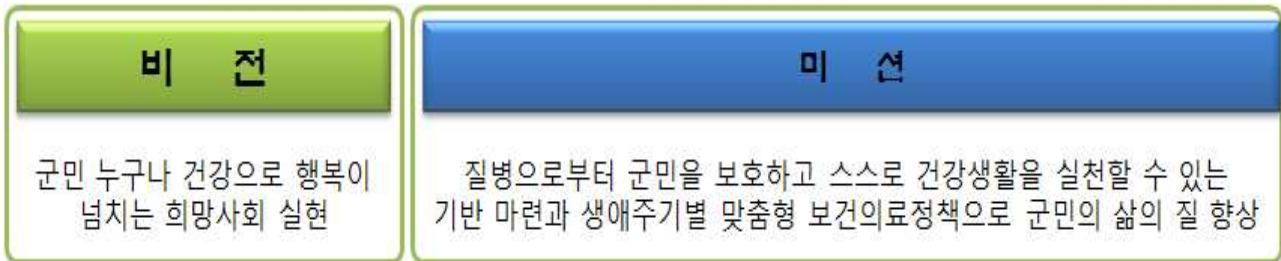 비 전
군민 누구나 건강으로 행복이
넘치는 희망사회 실현
미 션
질병으로부터 군민을 보호하고 스스로 건강생활을 실천할 수 있는
기반 마련과 생애주기별 맞춤형 보건의료정책으로 군민의 삶의 질 향상